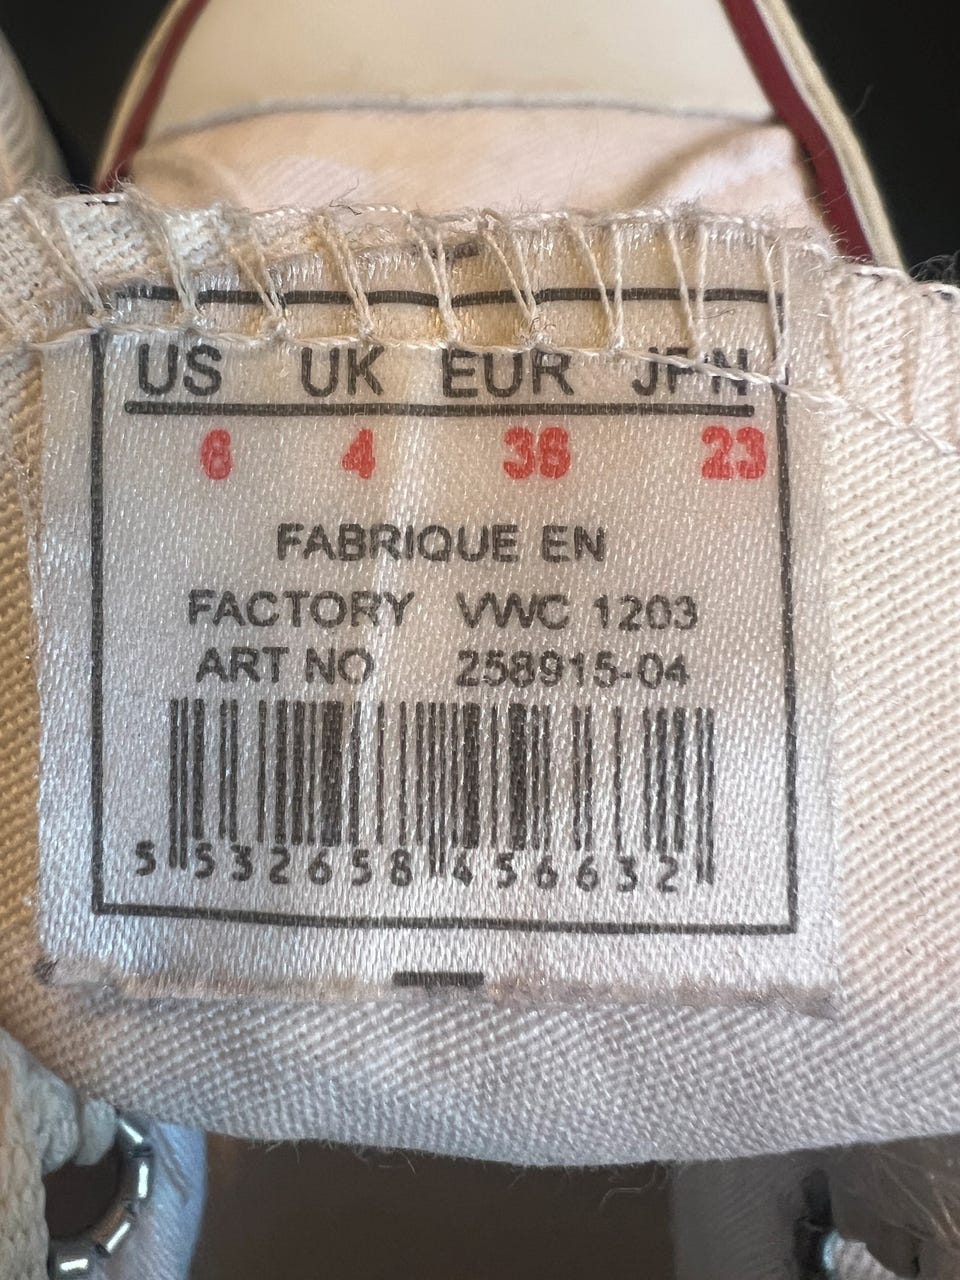 US UK EUR JPN
6 4 36 23
FABRIQUE EN
FACTORY VWC 1203
ART NO 258915-04
5 532658 456632